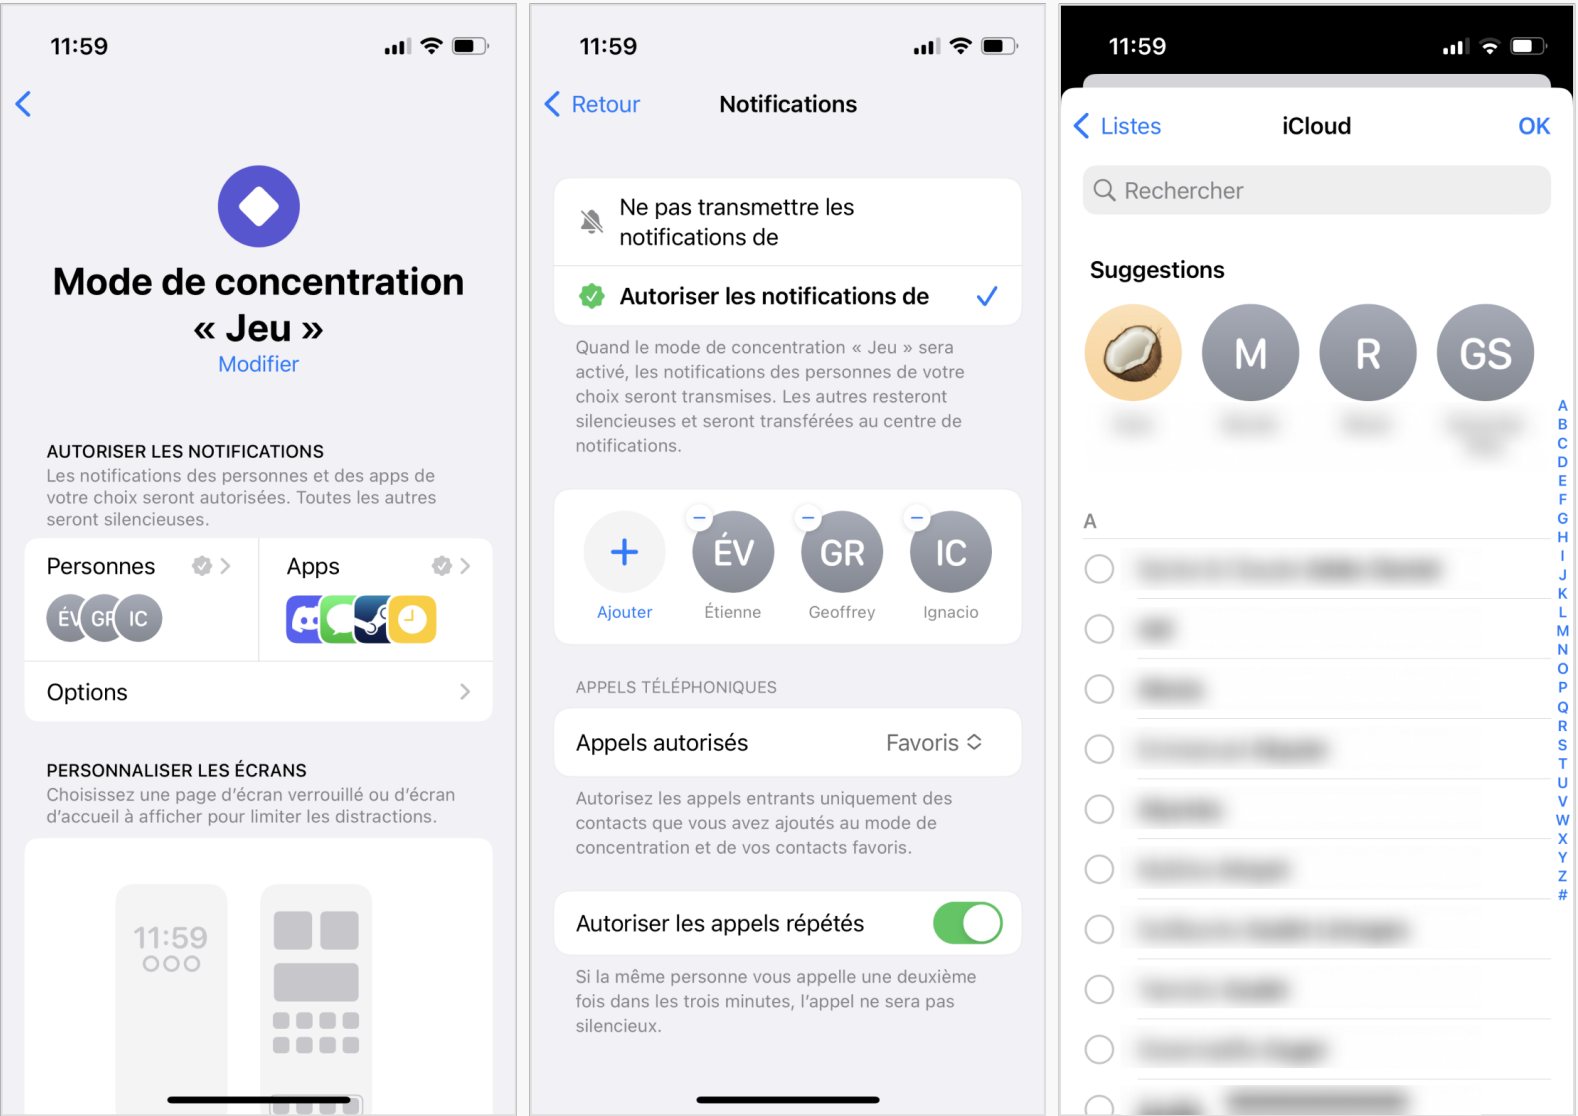 11:59
Mode de concentration
« Jeu »
Modifier
AUTORISER LES NOTIFICATIONS
Les notifications des personnes et des apps de
votre choix seront autorisées. Toutes les autres
seront silencieuses.
Personnes
Apps
ÉV GR IC
Options
PERSONNALISER LES ÉCRANS
Choisissez une page d’écran verrouillé ou d’écran
d’accueil à afficher pour limiter les distractions.
11:59
11:59
Retour
Notifications
Ne pas transmettre les
notifications de
Autoriser les notifications de
Quand le mode de concentration « Jeu » sera
activé, les notifications des personnes de votre
choix seront transmises. Les autres resteront
silencieuses et seront transférées au centre de
notifications.
ÉV GR IC
Ajouter Étienne Geoffrey Ignacio
APPELS TÉLÉPHONIQUES
Appels autorisés Favoris
Autorisez les appels entrants uniquement des
contacts que vous avez ajoutés au mode de
concentration et de vos contacts favoris.
Autoriser les appels répétés
Si la même personne vous appelle une deuxième
fois dans les trois minutes, l’appel ne sera pas
silencieux.
11:59
Listes
iCloud
OK
Rechercher
Suggestions
M R GS
A
A
B
C
D
E
F
G
H
I
J
K
L
M
N
O
P
Q
R
S
T
U
V
W
X
Y
Z
#